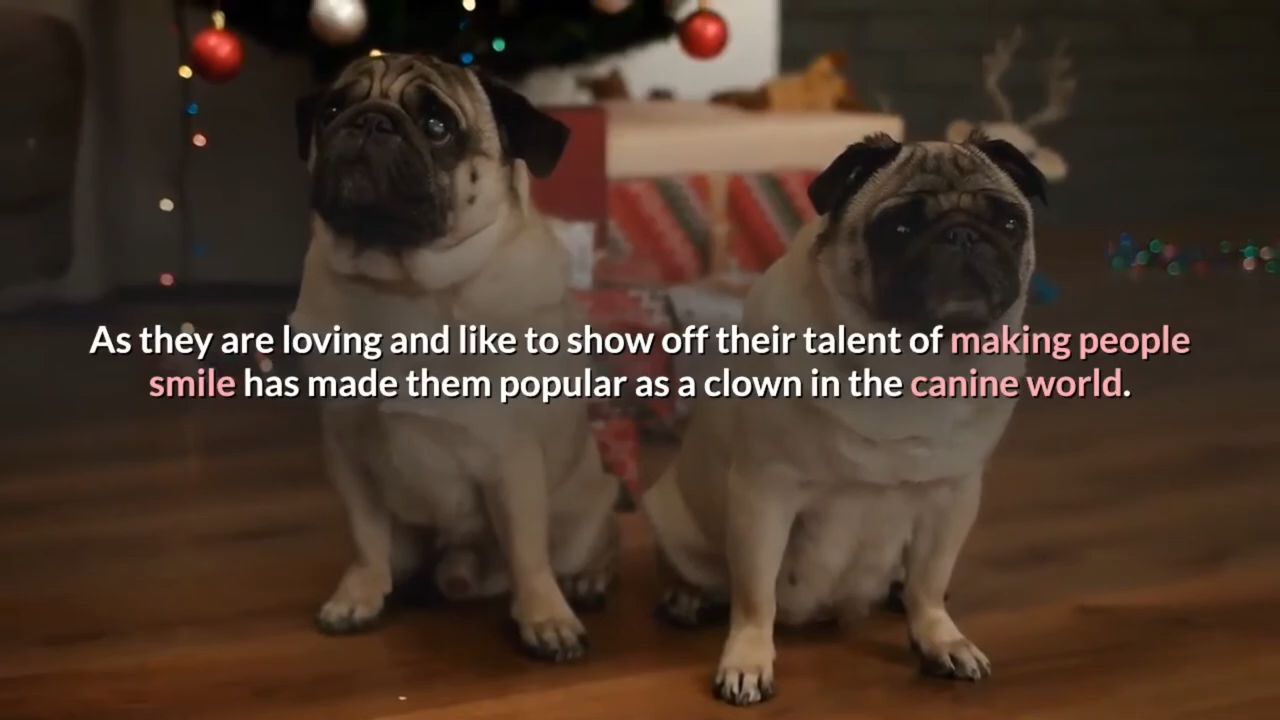 As they are loving and like to show off their talent of making people
smile has made them popular as a clown in the canine world.